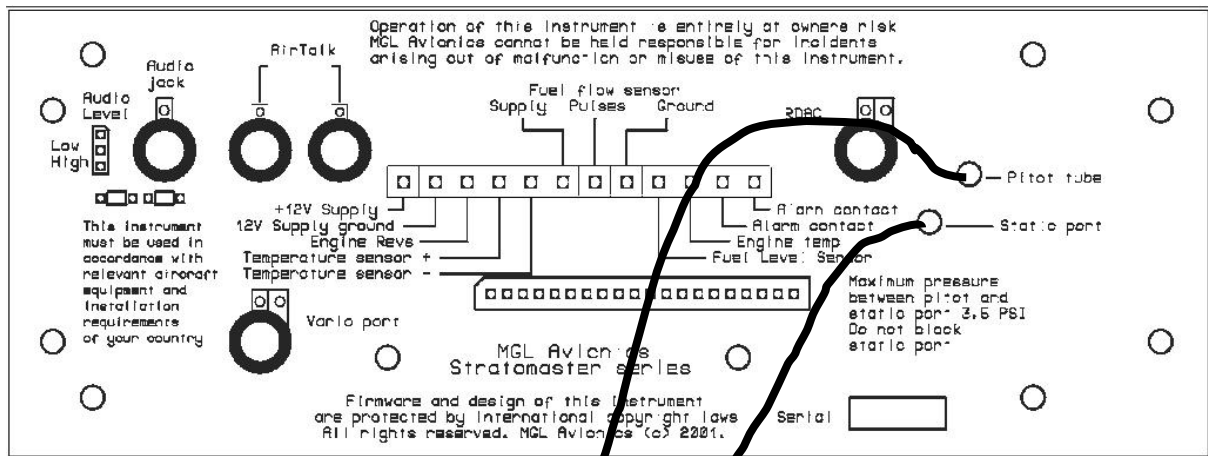 Operation of this instrument is entirely at owners risk
MGL Avionics cannot be held responsible for incidents
arising out of malfunction or misuse of this instrument.
Audio
jack
AirTalk
Audio
Level
Low
High
Fuel flow sensor
Supply Pulses Ground
RDAC
Pitot tube
Static port
+12V Supply
12V Supply ground
Engine Revs
Temperature sensor +
Temperature sensor -
Alarm contact
Alarm contact
Engine temp
Fuel Level Sensor
This instrument
must be used in
accordance with
relevant aircraft
equipment and
installation
requirements
of your country
Vario port
Maximum pressure
between pitot and
static port 3.6 PSI
Do not block
static port
MGL Avionics
Stratomaster series
Firmware and design of this instrument
are protected by international copyright laws
All rights reserved. MGL Avionics (c) 2001.
Serial